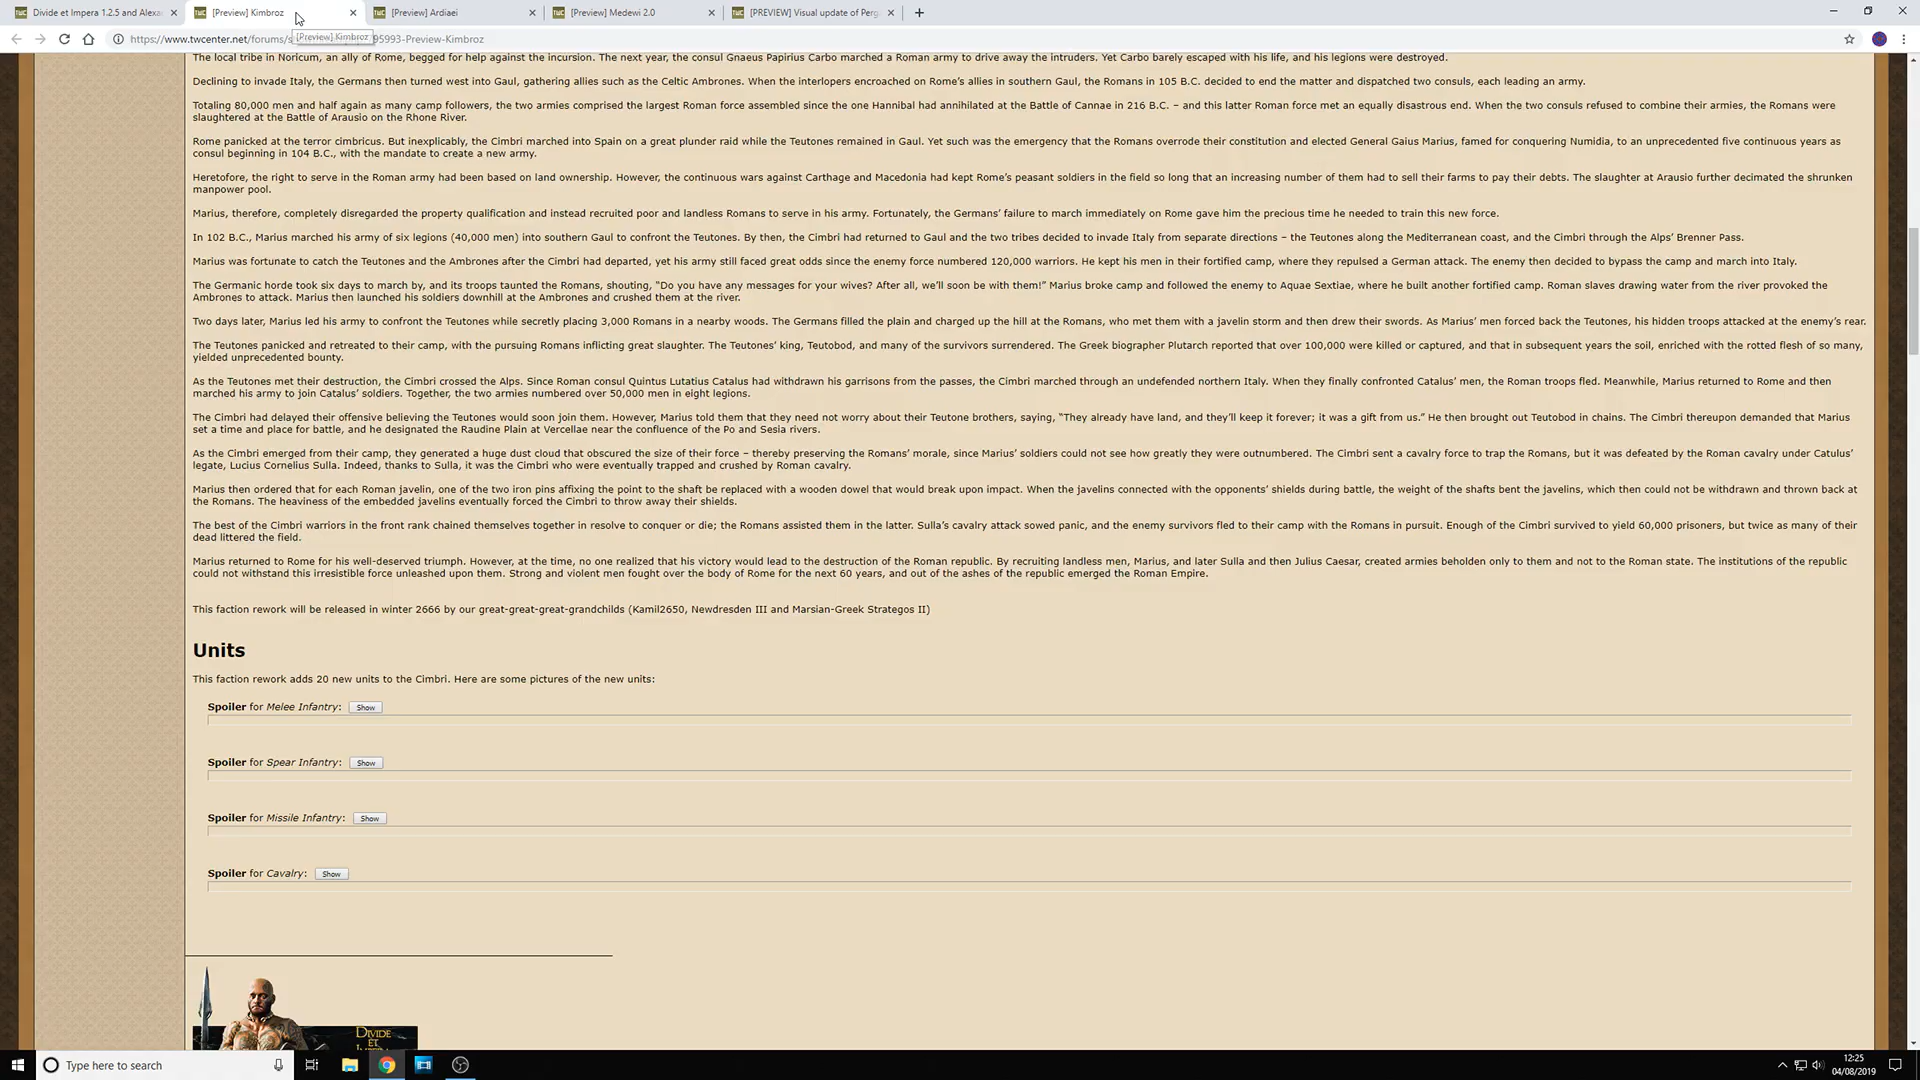 Divide et Impera 1.2.5 and Alexa
[Preview] Kimbroz
[Preview] Ardiaei
[Preview] Medewi 2.0
[PREVIEW] Visual update of Perg
https://www.twcenter.net/forums/s
[Preview] Kimbroz
95993-Preview-Kimbroz
The local tribe in Noricum, an ally of Rome, begged for help against the incursion. The next year, the consul Gnaeus Papirius Carbo marched a Roman army to drive away the intruders. Yet Carbo barely escaped with his life, and his legions were destroyed.
Declining to invade Italy, the Germans then turned west into Gaul, gathering allies such as the Celtic Ambrones. When the interlopers encroached on Rome’s allies in southern Gaul, the Romans in 105 B.C. decided to end the matter and dispatched two consuls, each leading an army.
Totaling 80,000 men and half again as many camp followers, the two armies comprised the largest Roman force assembled since the one Hannibal had annihilated at the Battle of Cannae in 216 B.C. – and this latter Roman force met an equally disastrous end. When the two consuls refused to combine their armies, the Romans were
slaughtered at the Battle of Arausio on the Rhone River.
Rome panicked at the terror cimbricus. But inexplicably, the Cimbri marched into Spain on a great plunder raid while the Teutones remained in Gaul. Yet such was the emergency that the Romans overrode their constitution and elected General Gaius Marius, famed for conquering Numidia, to an unprecedented five continuous years as
consul beginning in 104 B.C., with the mandate to create a new army.
Heretofore, the right to serve in the Roman army had been based on land ownership. However, the continuous wars against Carthage and Macedonia had kept Rome’s peasant soldiers in the field so long that an increasing number of them had to sell their farms to pay their debts. The slaughter at Arausio further decimated the shrunken
manpower pool.
Marius, therefore, completely disregarded the property qualification and instead recruited poor and landless Romans to serve in his army. Fortunately, the Germans’ failure to march immediately on Rome gave him the precious time he needed to train this new force.
In 102 B.C., Marius marched his army of six legions (40,000 men) into southern Gaul to confront the Teutones. By then, the Cimbri had returned to Gaul and the two tribes decided to invade Italy from separate directions – the Teutones along the Mediterranean coast, and the Cimbri through the Alps’ Brenner Pass.
Marius was fortunate to catch the Teutones and the Ambrones after the Cimbri had departed, yet his army still faced great odds since the enemy force numbered 120,000 warriors. He kept his men in their fortified camp, where they repulsed a German attack. The enemy then decided to bypass the camp and march into Italy.
The Germanic horde took six days to march by, and its troops taunted the Romans, shouting, “Do you have any messages for your wives? After all, we’ll soon be with them!” Marius broke camp and followed the enemy to Aquae Sextiae, where he built another fortified camp. Roman slaves drawing water from the river provoked the
Ambrones to attack. Marius then launched his soldiers downhill at the Ambrones and crushed them at the river.
Two days later, Marius led his army to confront the Teutones while secretly placing 3,000 Romans in a nearby woods. The Germans filled the plain and charged up the hill at the Romans, who met them with a javelin storm and then drew their swords. As Marius’ men forced back the Teutones, his hidden troops attacked at the enemy’s rear.
The Teutones panicked and retreated to their camp, with the pursuing Romans inflicting great slaughter. The Teutones’ king, Teutobod, and many of the survivors surrendered. The Greek biographer Plutarch reported that over 100,000 were killed or captured, and that in subsequent years the soil, enriched with the rotted flesh of so many,
yielded unprecedented bounty.
As the Teutones met their destruction, the Cimbri crossed the Alps. Since Roman consul Quintus Lutatius Catalus had withdrawn his garrisons from the passes, the Cimbri marched through an undefended northern Italy. When they finally confronted Catalus’ men, the Roman troops fled. Meanwhile, Marius returned to Rome and then
marched his army to join Catalus’ soldiers. Together, the two armies numbered over 50,000 men in eight legions.
The Cimbri had delayed their offensive believing the Teutones would soon join them. However, Marius told them that they need not worry about their Teutone brothers, saying, “They already have land, and they’ll keep it forever; it was a gift from us.” He then brought out Teutobod in chains. The Cimbri thereupon demanded that Marius
set a time and place for battle, and he designated the Raudine Plain at Vercellae near the confluence of the Po and Sesia rivers.
As the Cimbri emerged from their camp, they generated a huge dust cloud that obscured the size of their force – thereby preserving the Romans’ morale, since Marius’ soldiers could not see how greatly they were outnumbered. The Cimbri sent a cavalry force to trap the Romans, but it was defeated by the Roman cavalry under Catulus’
legate, Lucius Cornelius Sulla. Indeed, thanks to Sulla, it was the Cimbri who were eventually trapped and crushed by Roman cavalry.
Marius then ordered that for each Roman javelin, one of the two iron pins affixing the point to the shaft be replaced with a wooden dowel that would break upon impact. When the javelins connected with the opponents’ shields during battle, the weight of the shafts bent the javelins, which then could not be withdrawn and thrown back at
the Romans. The heaviness of the embedded javelins eventually forced the Cimbri to throw away their shields.
The best of the Cimbri warriors in the front rank chained themselves together in resolve to conquer or die; the Romans assisted them in the latter. Sulla’s cavalry attack sowed panic, and the enemy survivors fled to their camp with the Romans in pursuit. Enough of the Cimbri survived to yield 60,000 prisoners, but twice as many of their
dead littered the field.
Marius returned to Rome for his well-deserved triumph. However, at the time, no one realized that his victory would lead to the destruction of the Roman republic. By recruiting landless men, Marius, and later Sulla and then Julius Caesar, created armies beholden only to them and not to the Roman state. The institutions of the republic
could not withstand this irresistible force unleashed upon them. Strong and violent men fought over the body of Rome for the next 60 years, and out of the ashes of the republic emerged the Roman Empire.
This faction rework will be released in winter 2666 by our great-great-great-grandchilds (Kamil2650, Newdresden III and Marsian-Greek Strategos II)
Units
This faction rework adds 20 new units to the Cimbri. Here are some pictures of the new units:
Spoiler for Melee Infantry: Show
Spoiler for Spear Infantry: Show
Spoiler for Missile Infantry: Show
Spoiler for Cavalry: Show
DIVIDE
ET
IMPERA
Type here to search
12:25
04/08/2019